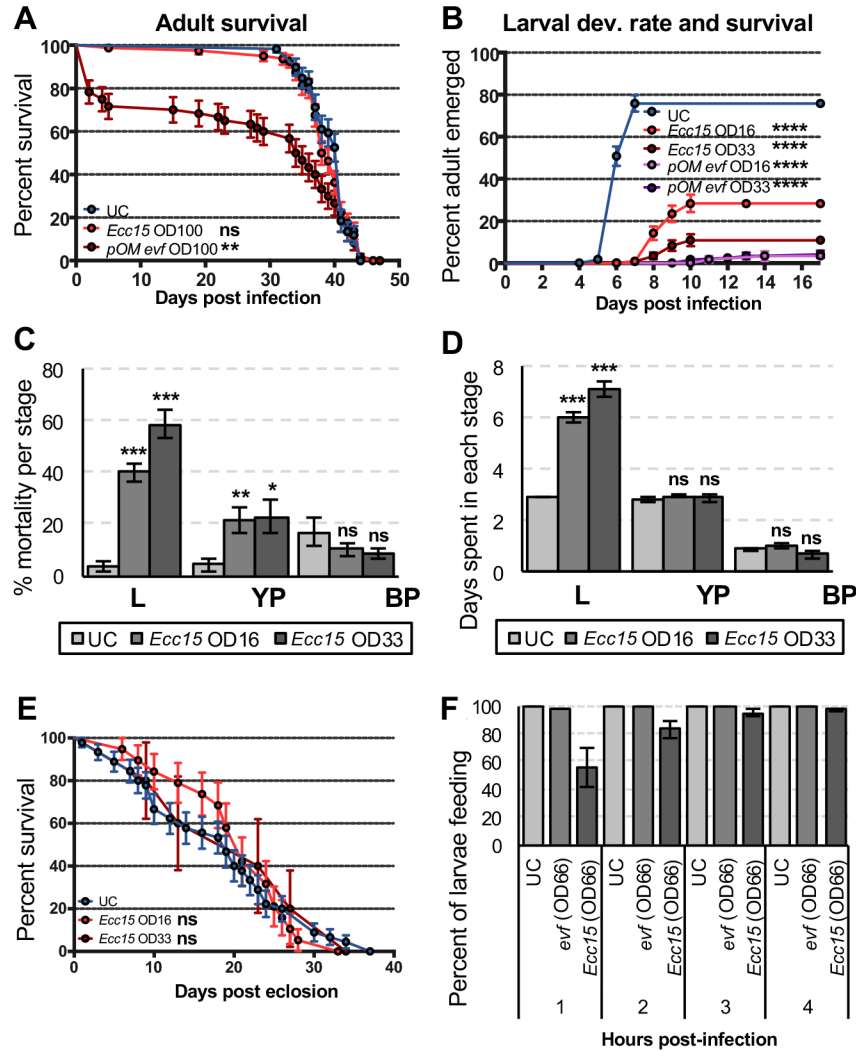 A
Adult survival
Percent survival
100
80
60
40
20
0
UC
Ecc15 OD100 ns
pOM evf OD100 **
0 10 20 30 40 50
Days post infection
B
Larval dev. rate and survival
Percent adult emerged
100
80
60
40
20
0
UC
Ecc15 OD16 ****
Ecc15 OD33 ****
pOM evf OD16 ****
pOM evf OD33 ****
0 2 4 6 8 10 12 14 16
Days post infection
C
% mortality per stage
80
60
40
20
0
*** *** ** * ns ns
L YP BP
UC Ecc15 OD16 Ecc15 OD33
D
Days spent in each stage
8
6
4
2
0
*** *** ns ns ns ns
L YP BP
UC Ecc15 OD16 Ecc15 OD33
E
Percent survival
100
80
60
40
20
0
UC
Ecc15 OD16 ns
Ecc15 OD33 ns
0 10 20 30 40
Days post eclosion
F
Percent of larvae feeding
100
80
60
40
20
0
UC evf (OD66) Ecc15 (OD66) UC evf (OD66) Ecc15 (OD66) UC evf (OD66) Ecc15 (OD66) UC evf (OD66) Ecc15 (OD66)
1 2 3 4
Hours post-infection